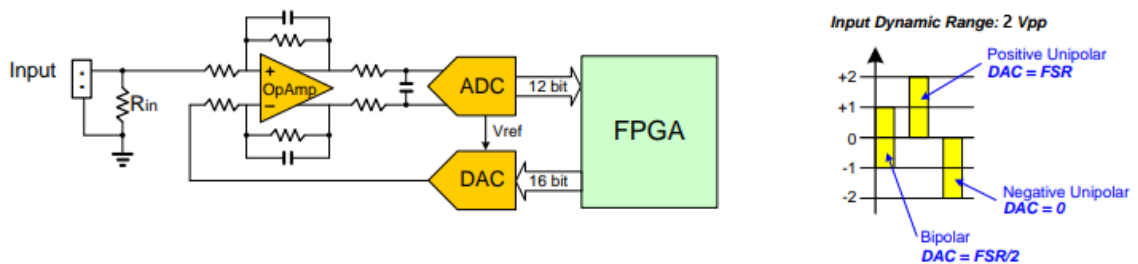 Input
Rin
+
OpAmp
−
ADC
12 bit
Vref
DAC
16 bit
FPGA
Input Dynamic Range: 2 Vpp
Positive Unipolar
DAC = FSR
+2
+1
0
-1
-2
Negative Unipolar
DAC = 0
Bipolar
DAC = FSR/2